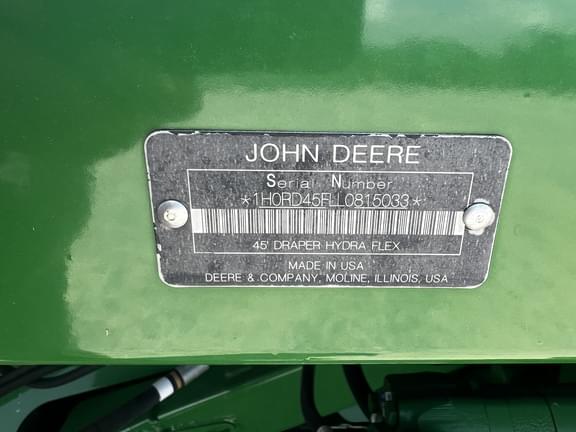 JOHN DEERE
Serial Number
*1H0RD45FLL0815033*
45' DRAPER HYDRA FLEX
MADE IN USA
DEERE & COMPANY, MOLINE, ILLINOIS, USA